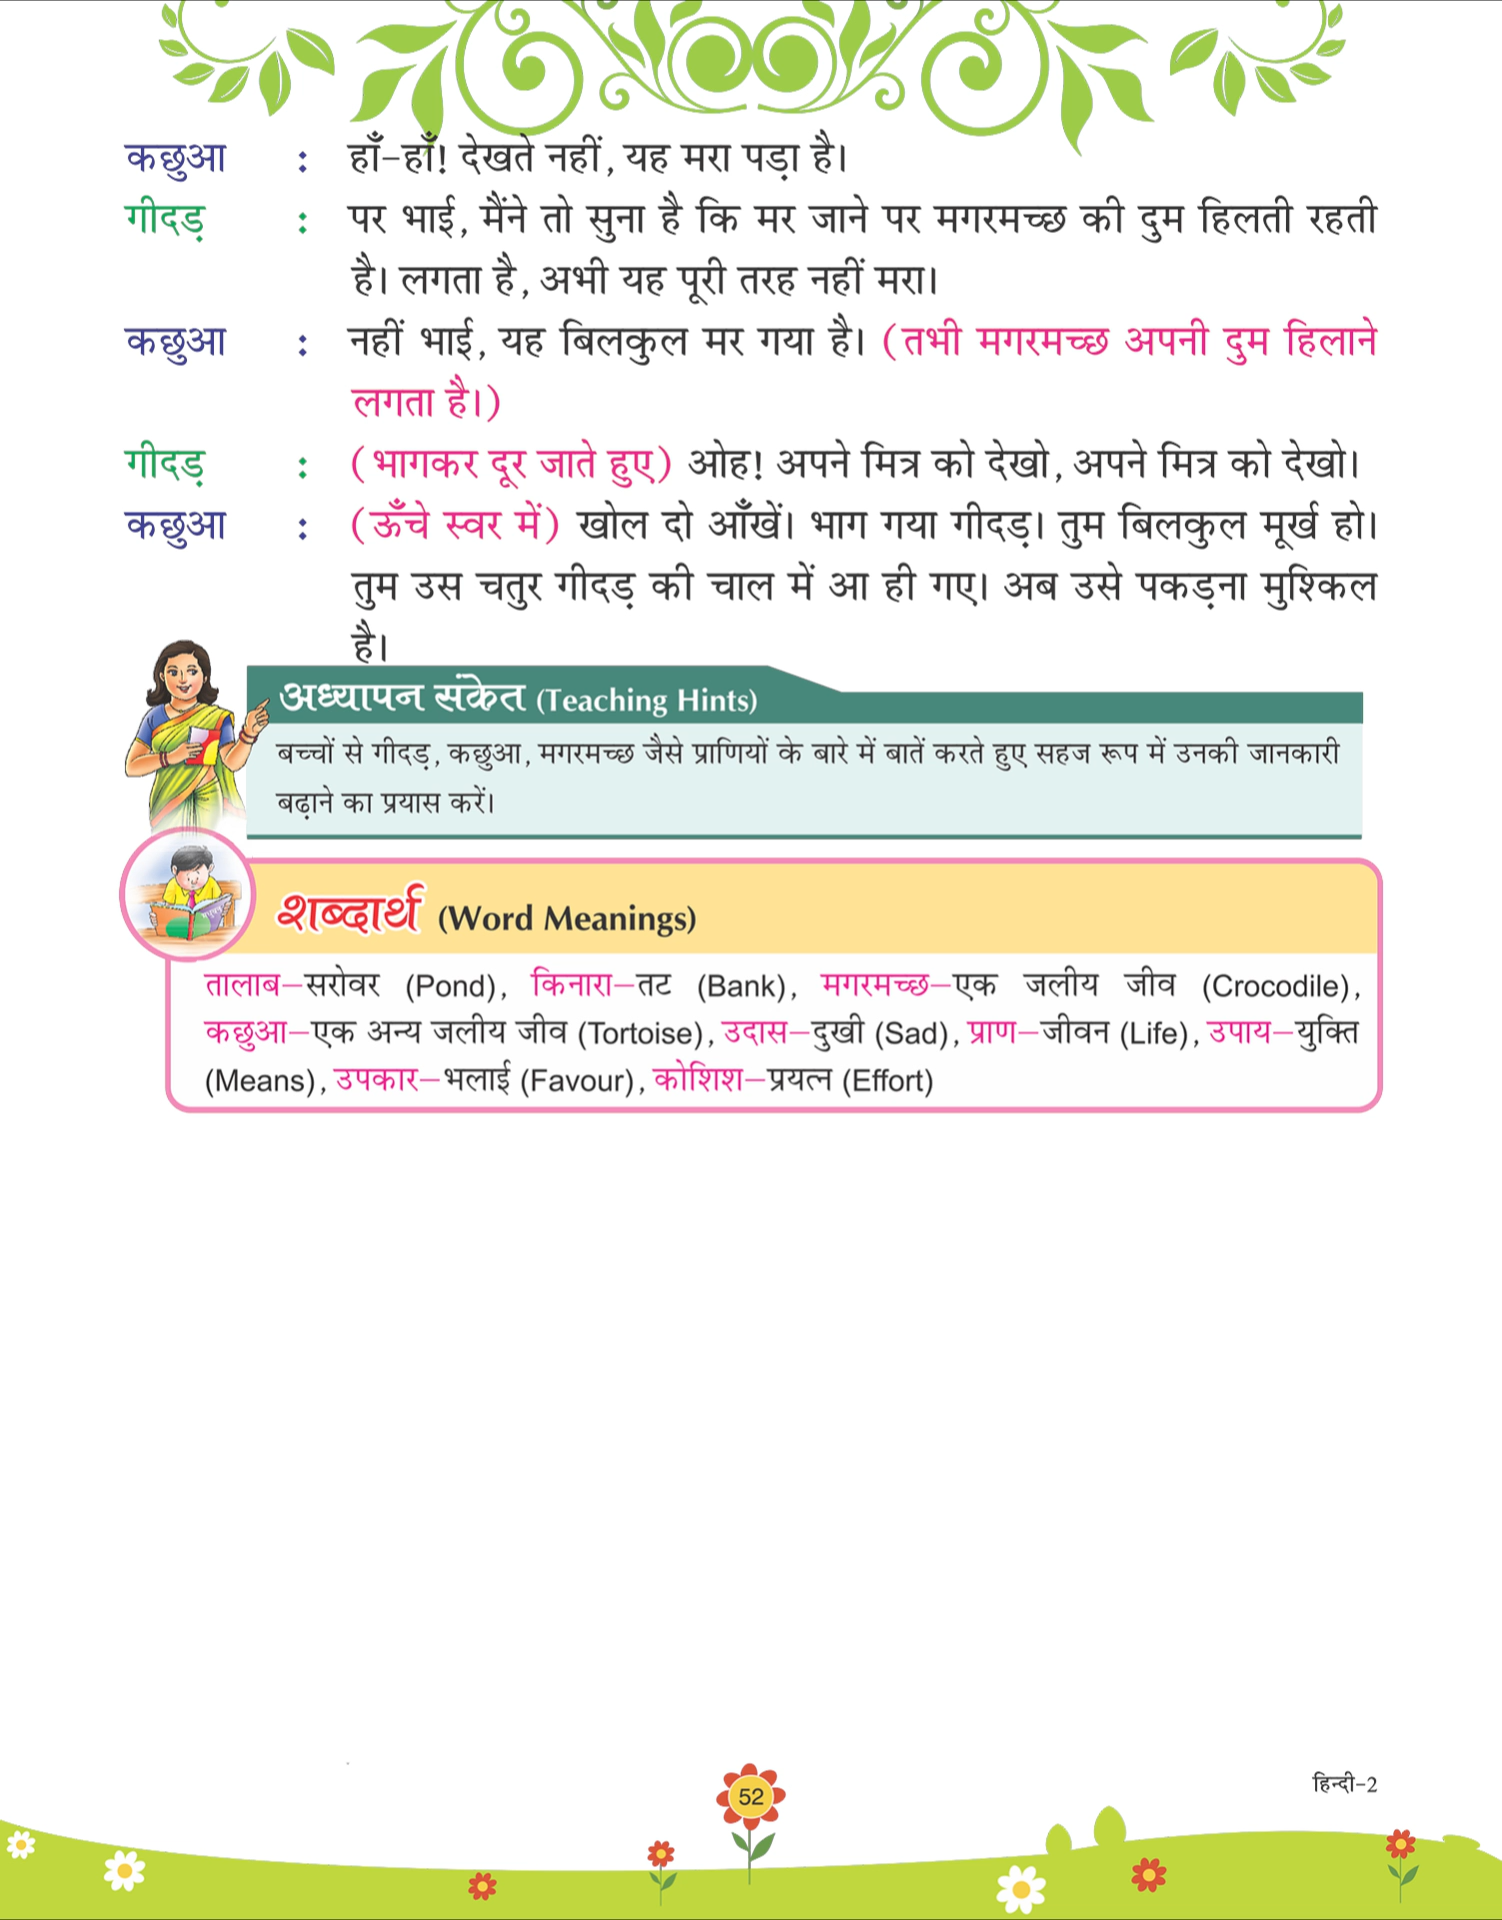 कछुआ : हाँ-हाँ! देखते नहीं, यह मरा पड़ा है।
गीदड़ : पर भाई, मैंने तो सुना है कि मर जाने पर मगरमच्छ की दुम हिलती रहती
है। लगता है, अभी यह पूरी तरह नहीं मरा।
कछुआ : नहीं भाई, यह बिलकुल मर गया है। (तभी मगरमच्छ अपनी दुम हिलाने
लगता है।)
गीदड़ : (भागकर दूर जाते हुए) ओह! अपने मित्र को देखो, अपने मित्र को देखो।
कछुआ : (ऊँचे स्वर में) खोल दो आँखें। भाग गया गीदड़। तुम बिलकुल मूर्ख हो।
तुम उस चतुर गीदड़ की चाल में आ ही गए। अब उसे पकड़ना मुश्किल
है।
अध्यापन संकेत (Teaching Hints)
बच्चों से गीदड़, कछुआ, मगरमच्छ जैसे प्राणियों के बारे में बातें करते हुए सहज रूप में उनकी जानकारी
बढ़ाने का प्रयास करें।
शब्दार्थ (Word Meanings)
तालाब–सरोवर (Pond), किनारा–तट (Bank), मगरमच्छ–एक जलीय जीव (Crocodile),
कछुआ–एक अन्य जलीय जीव (Tortoise), उदास–दुखी (Sad), प्राण–जीवन (Life), उपाय–युक्ति
(Means), उपकार–भलाई (Favour), कोशिश–प्रयत्न (Effort)
52
हिन्दी-2